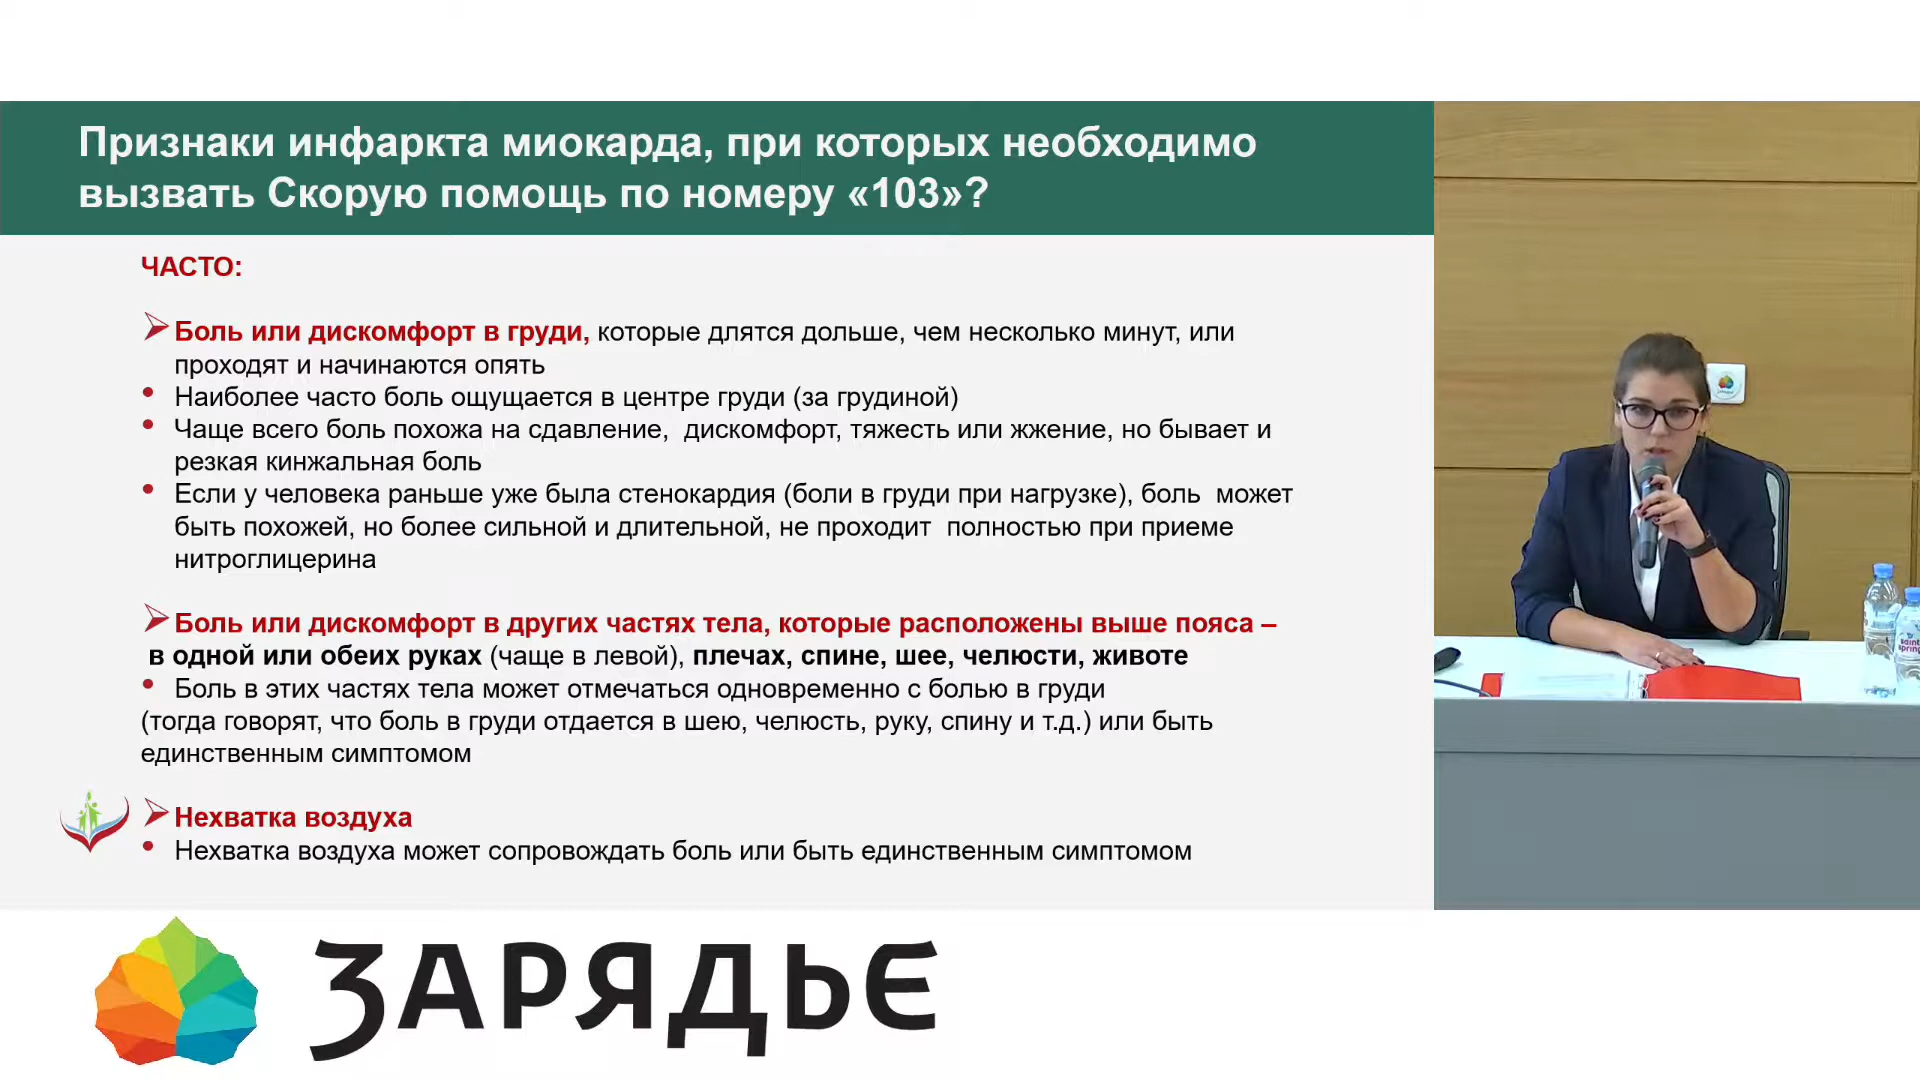 Признаки инфаркта миокарда, при которых необходимо
вызвать Скорую помощь по номеру «103»?
ЧАСТО:
Боль или дискомфорт в груди, которые длятся дольше, чем несколько минут, или
проходят и начинаются опять
• Наиболее часто боль ощущается в центре груди (за грудиной)
• Чаще всего боль похожа на сдавление, дискомфорт, тяжесть или жжение, но бывает и
резкая кинжальная боль
• Если у человека раньше уже была стенокардия (боли в груди при нагрузке), боль может
быть похожей, но более сильной и длительной, не проходит полностью при приеме
нитроглицерина
Боль или дискомфорт в других частях тела, которые расположены выше пояса –
в одной или обеих руках (чаще в левой), плечах, спине, шее, челюсти, животе
• Боль в этих частях тела может отмечаться одновременно с болью в груди
(тогда говорят, что боль в груди отдается в шею, челюсть, руку, спину и т.д.) или быть
единственным симптомом
Нехватка воздуха
• Нехватка воздуха может сопровождать боль или быть единственным симптомом
ЗАРЯДЬЕ